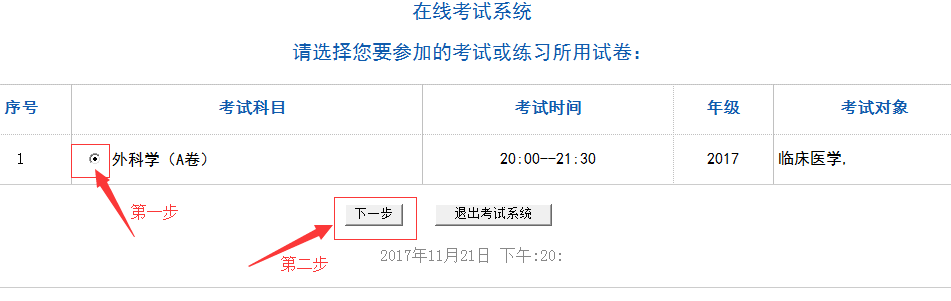 在线考试系统
请选择您要参加的考试或练习所用试卷：
序号 考试科目 考试时间 年级 考试对象
1 外科学（A卷） 20:00--21:30 2017 临床医学,
第一步
下一步 退出考试系统
第二步
2017年11月21日 下午:20: